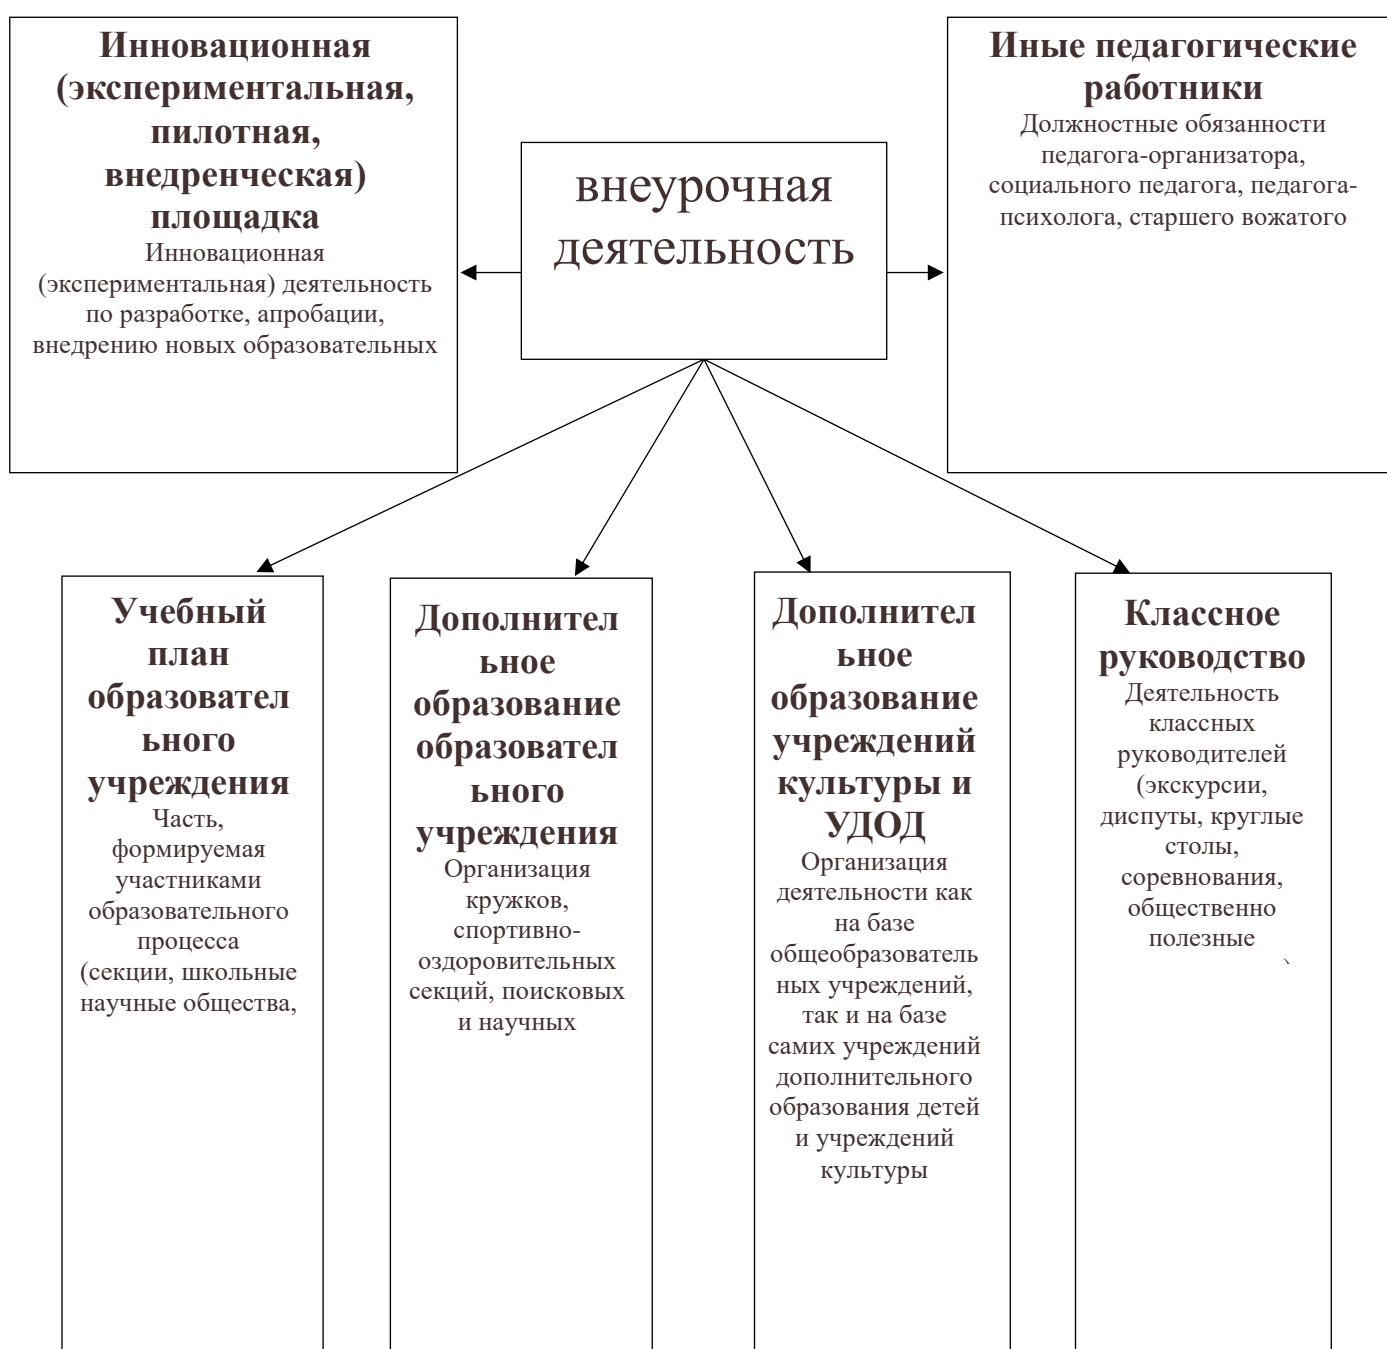 Инновационная
(экспериментальная,
пилотная,
внедренческая)
площадка
Инновационная
(экспериментальная) деятельность
по разработке, апробации,
внедрению новых образовательных
внеурочная
деятельность
Иные педагогические
работники
Должностные обязанности
педагога-организатора,
социального педагога, педагога-
психолога, старшего вожатого
Учебный
план
образовател
ьного
учреждения
Часть,
формируемая
участниками
образовательного
процесса
(секции, школьные
научные общества,
Дополнител
ьное
образование
образовател
ьного
учреждения
Организация
кружков,
спортивно-
оздоровительных
секций, поисковых
и научных
Дополнител
ьное
образование
учреждений
культуры и
УДОД
Организация
деятельности как
на базе
общеобразователь
ных учреждений,
так и на базе
самих учреждений
дополнительного
образования детей
и учреждений
культуры
Классное
руководство
Деятельность
классных
руководителей
(экскурсии,
диспуты, круглые
столы,
соревнования,
общественно
полезные